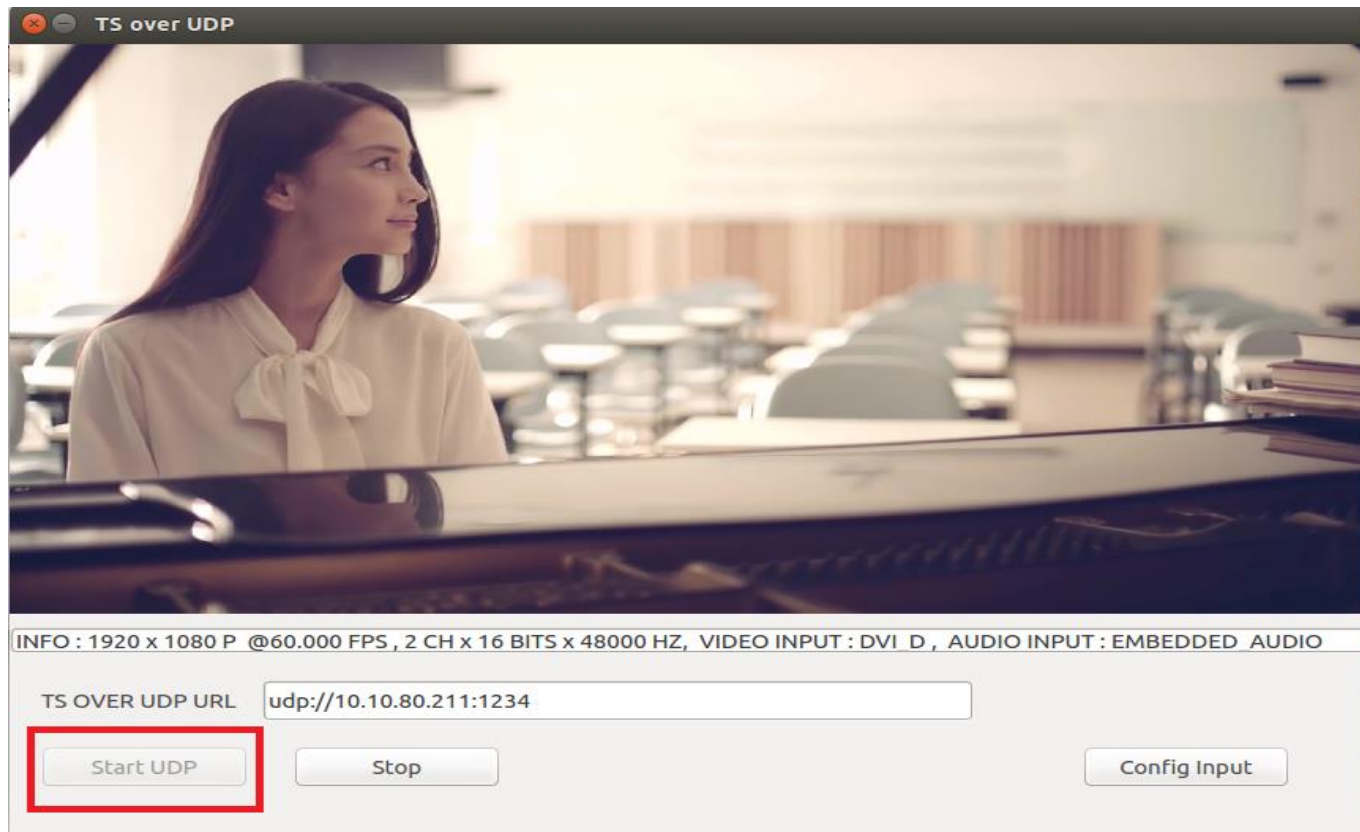 TS over UDP
INFO : 1920 x 1080 P @60.000 FPS , 2 CH x 16 BITS x 48000 HZ, VIDEO INPUT : DVI_D , AUDIO INPUT : EMBEDDED_AUDIO
TS OVER UDP URL udp://10.10.80.211:1234
Start UDP Stop Config Input